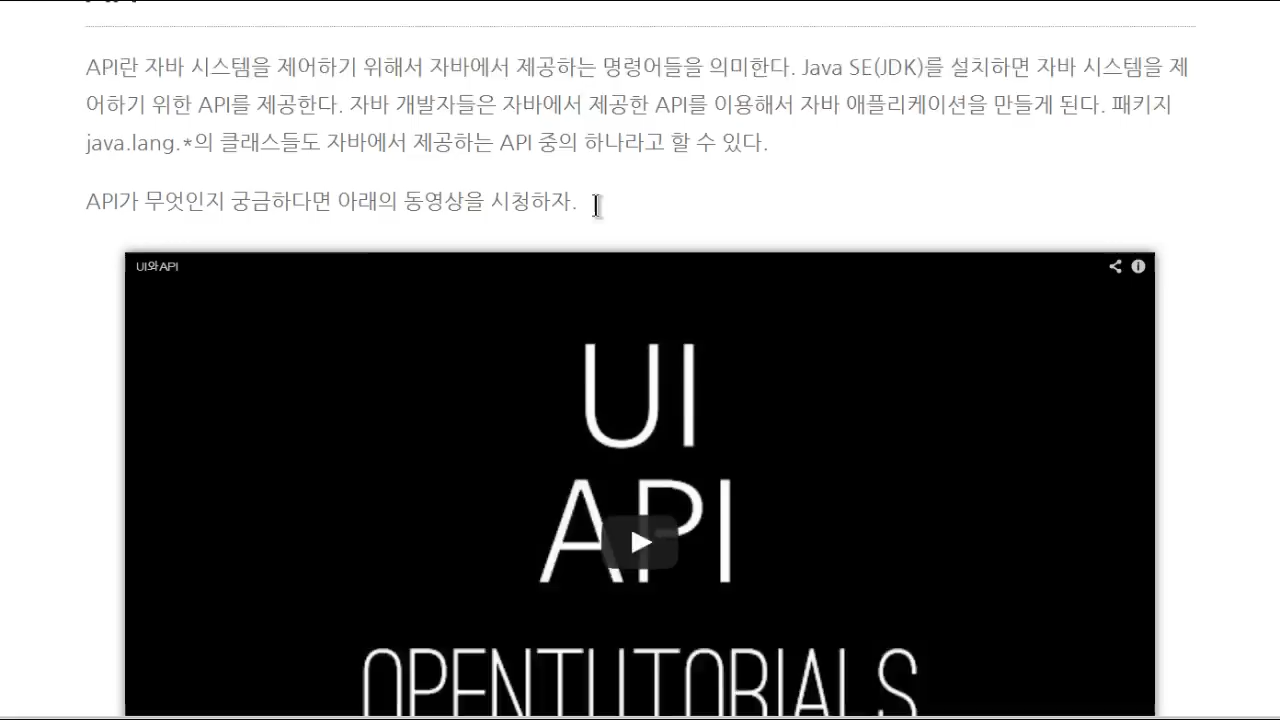 API란 자바 시스템을 제어하기 위해서 자바에서 제공하는 명령어들을 의미한다. Java SE(JDK)를 설치하면 자바 시스템을 제
어하기 위한 API를 제공한다. 자바 개발자들은 자바에서 제공한 API를 이용해서 자바 애플리케이션을 만들게 된다. 패키지
java.lang.*의 클래스들도 자바에서 제공하는 API 중의 하나라고 할 수 있다.
API가 무엇인지 궁금하다면 아래의 동영상을 시청하자.
UI와 API
UI
API
OPENTUTORIALS